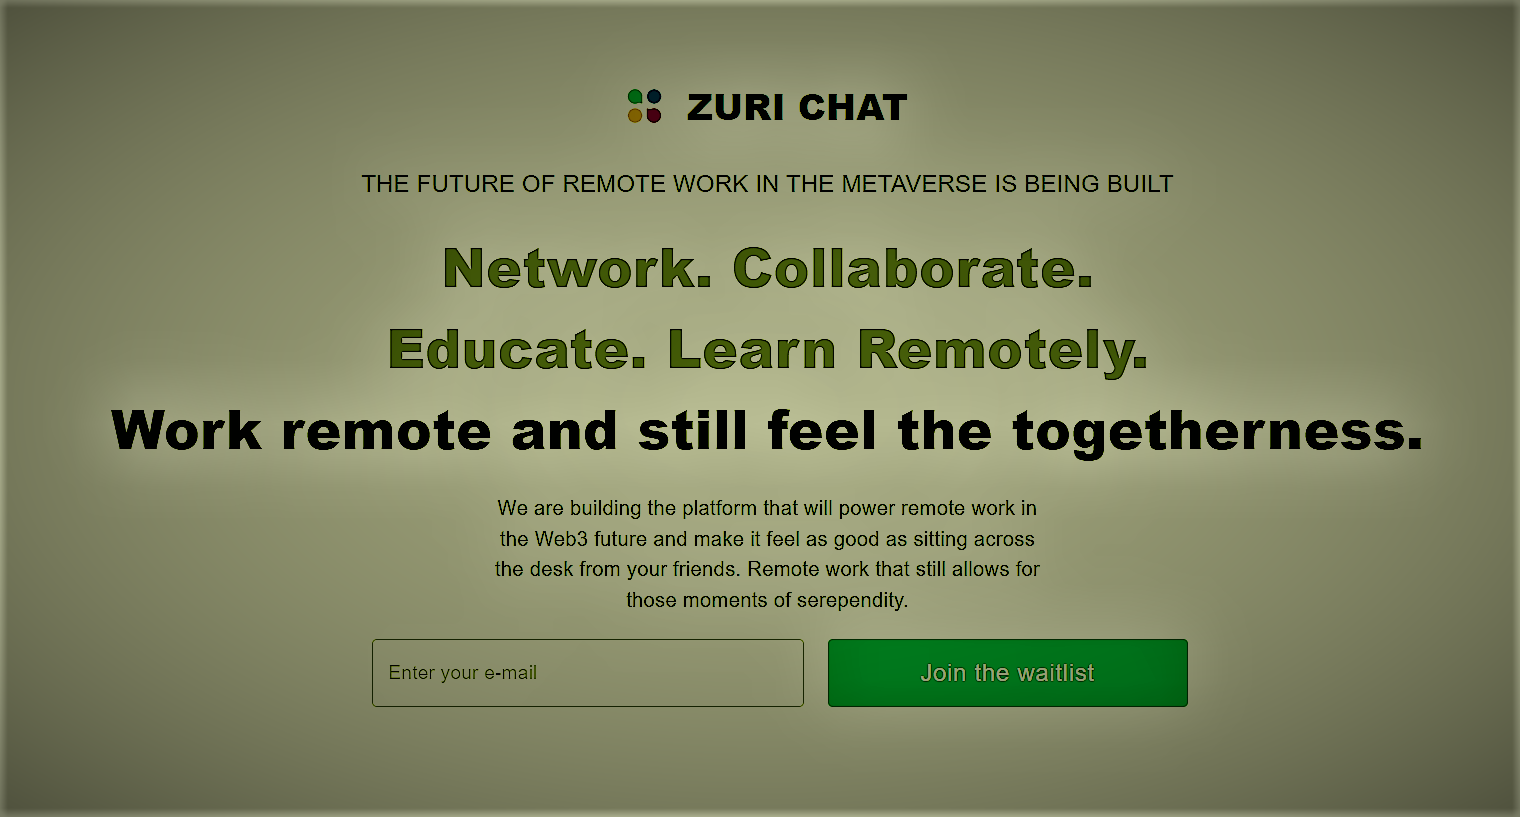 ZURI CHAT
THE FUTURE OF REMOTE WORK IN THE METAVERSE IS BEING BUILT
Network. Collaborate.
Educate. Learn Remotely.
Work remote and still feel the togetherness.
We are building the platform that will power remote work in
the Web3 future and make it feel as good as sitting across
the desk from your friends. Remote work that still allows for
those moments of serependity.
Enter your e-mail
Join the waitlist